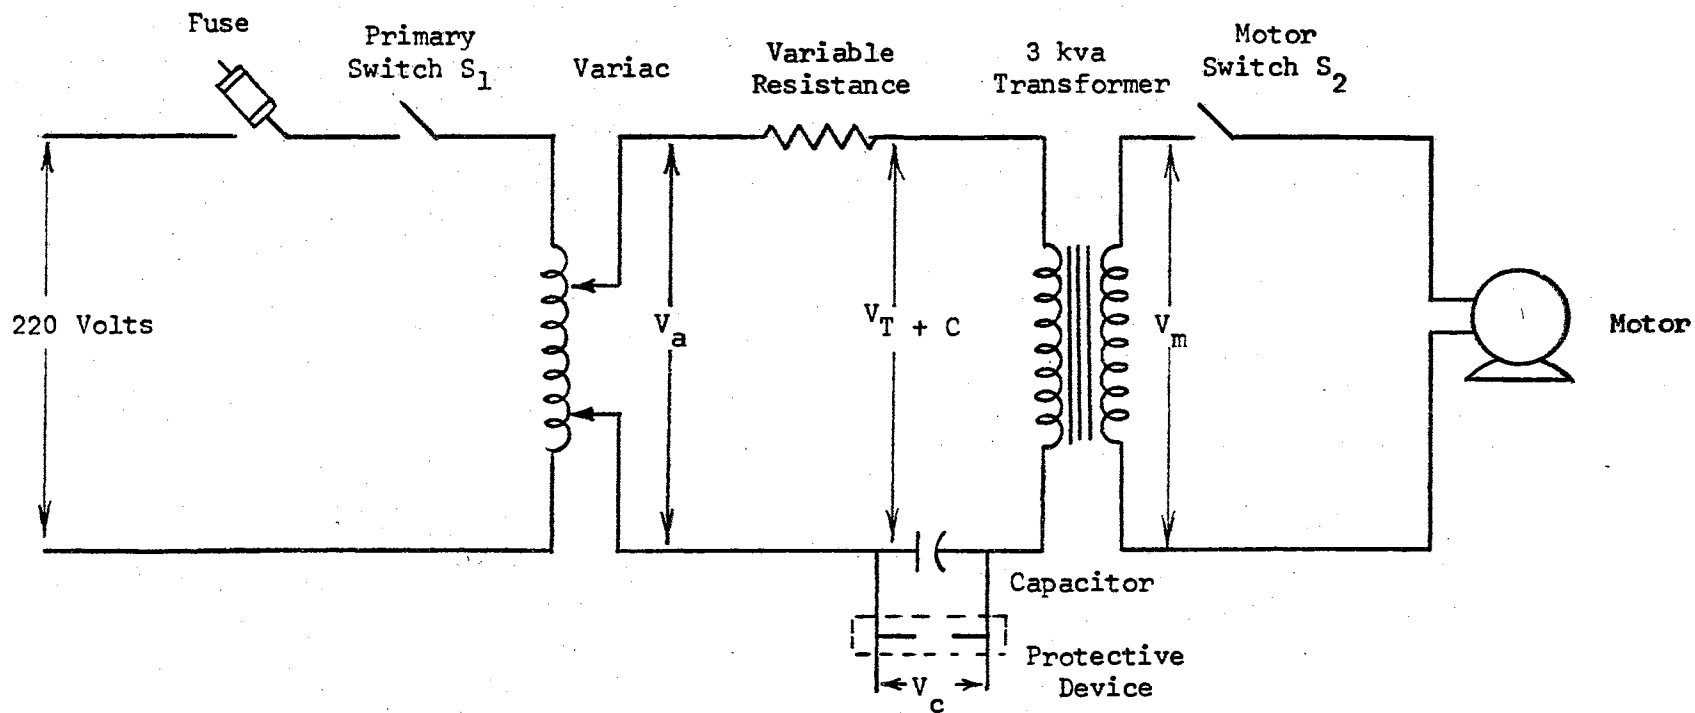 Fuse
Primary
Switch S1
Variac
Variable
Resistance
3 kva
Transformer
Motor
Switch S2
220 Volts
Va
VT + C
Vm
Motor
Capacitor
Protective
Device
Vc